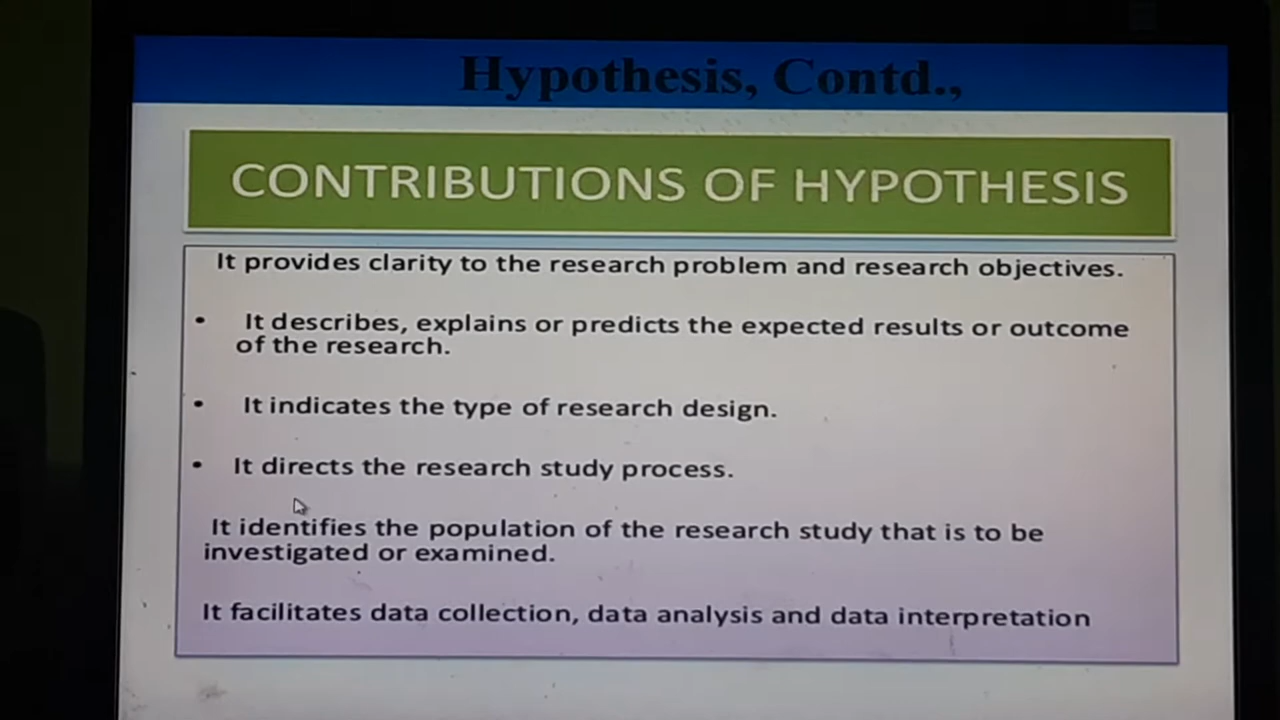 Hypothesis, Contd.,
CONTRIBUTIONS OF HYPOTHESIS
It provides clarity to the research problem and research objectives.
• It describes, explains or predicts the expected results or outcome
of the research.
• It indicates the type of research design.
• It directs the research study process.
It identifies the population of the research study that is to be
investigated or examined.
It facilitates data collection, data analysis and data interpretation